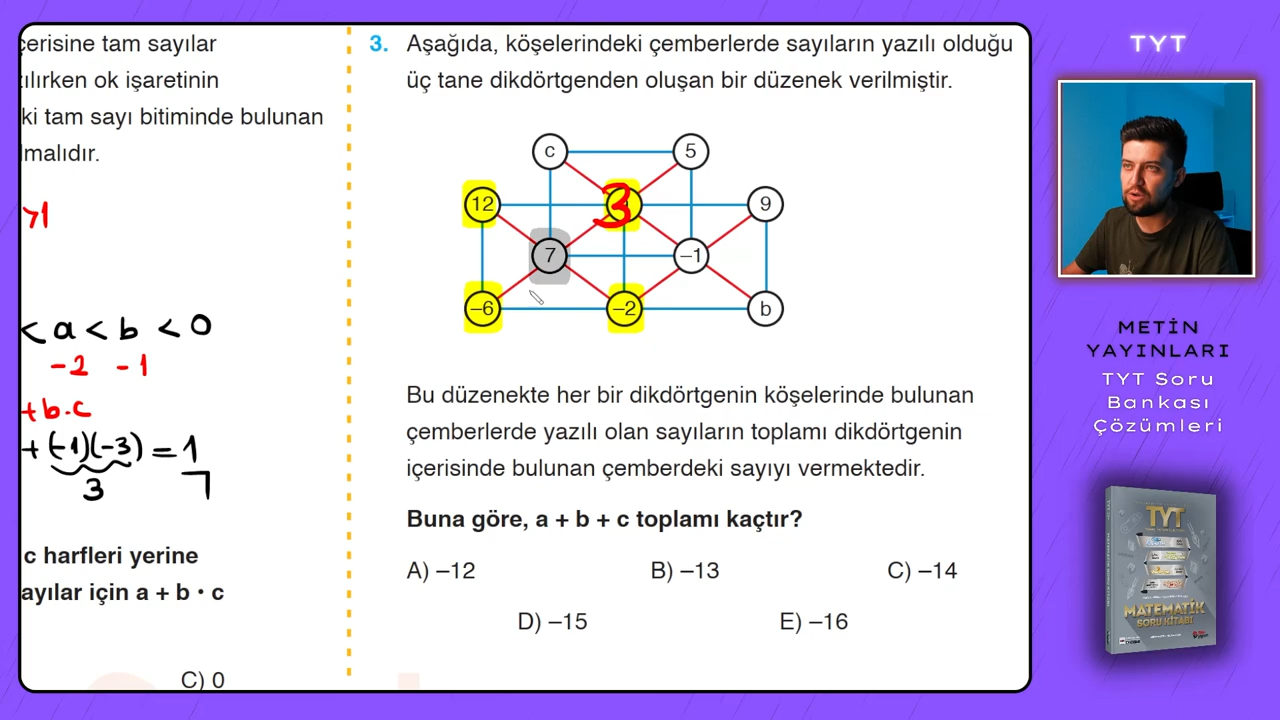 çerisine tam sayılar
zılırken ok işaretinin
ki tam sayı bitiminde bulunan
lmalıdır.
>1
< a < b < 0
-2 -1
+b.c
+ (-1)(-3) = 1
3
c harfleri yerine
ayılar için a + b • c
C) 0
3. Aşağıda, köşelerindeki çemberlerde sayıların yazılı olduğu
üç tane dikdörtgenden oluşan bir düzenek verilmiştir.
c 5
12 3 9
7 –1
–6 –2 b
Bu düzenekte her bir dikdörtgenin köşelerinde bulunan
çemberlerde yazılı olan sayıların toplamı dikdörtgenin
içerisinde bulunan çemberdeki sayıyı vermektedir.
Buna göre, a + b + c toplamı kaçtır?
A) –12 B) –13 C) –14
D) –15 E) –16
TYT
METİN
YAYINLARI
TYT Soru
Bankası
Çözümleri
TYT
MATEMATİK
SORU KİTABI